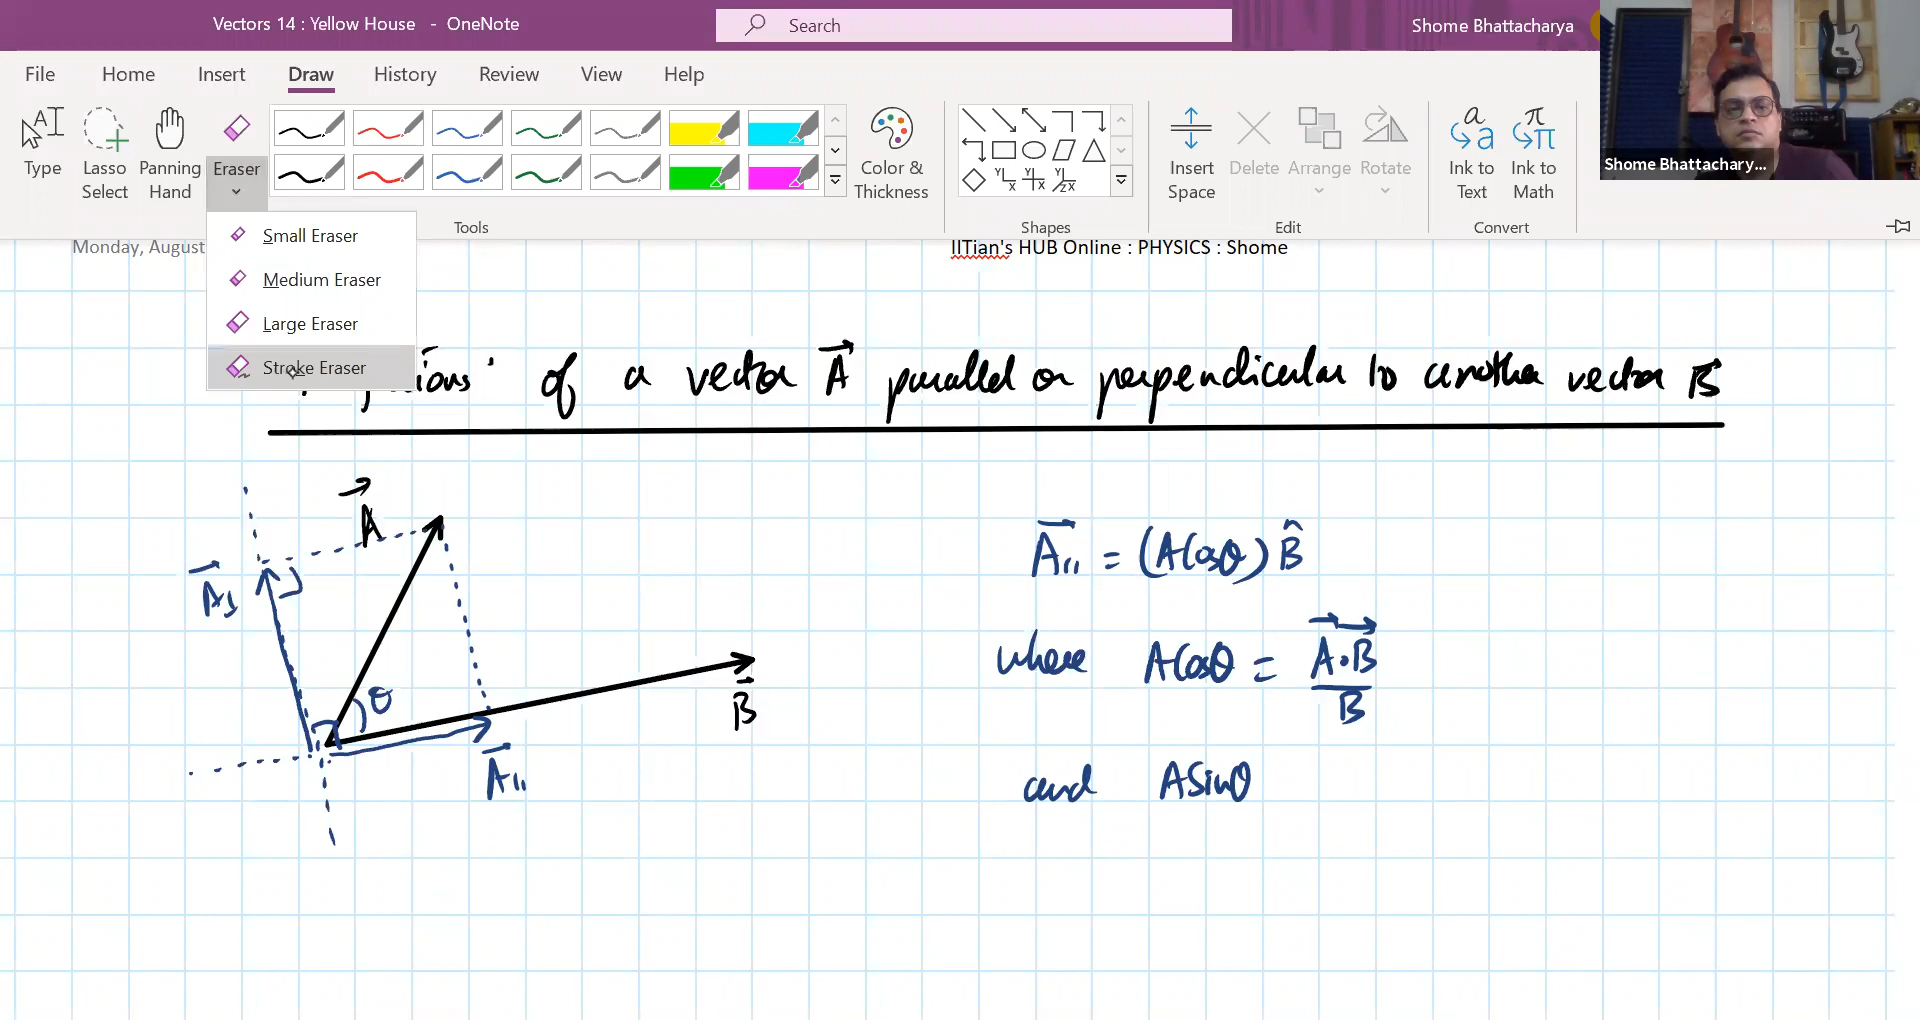 Vectors 14 : Yellow House - OneNote
Search
Shome Bhattacharya
File Home Insert Draw History Review View Help
Type
Lasso Select
Panning Hand
Eraser
Color & Thickness
Insert Space
Delete
Arrange
Rotate
Ink to Text
Ink to Math
Shome Bhattachary...
Tools
Shapes
Edit
Convert
Small Eraser
Medium Eraser
Large Eraser
Stroke Eraser
Monday, August
IITian's HUB Online : PHYSICS : Shome
of a vector A⃗ parallel or perpendicular to another vector B⃗
A⃗
A⃗⊥
θ
B⃗
A⃗||
A⃗|| = (A Cosθ) B̂
where A Cosθ = A⃗·B⃗ / B
and A Sinθ